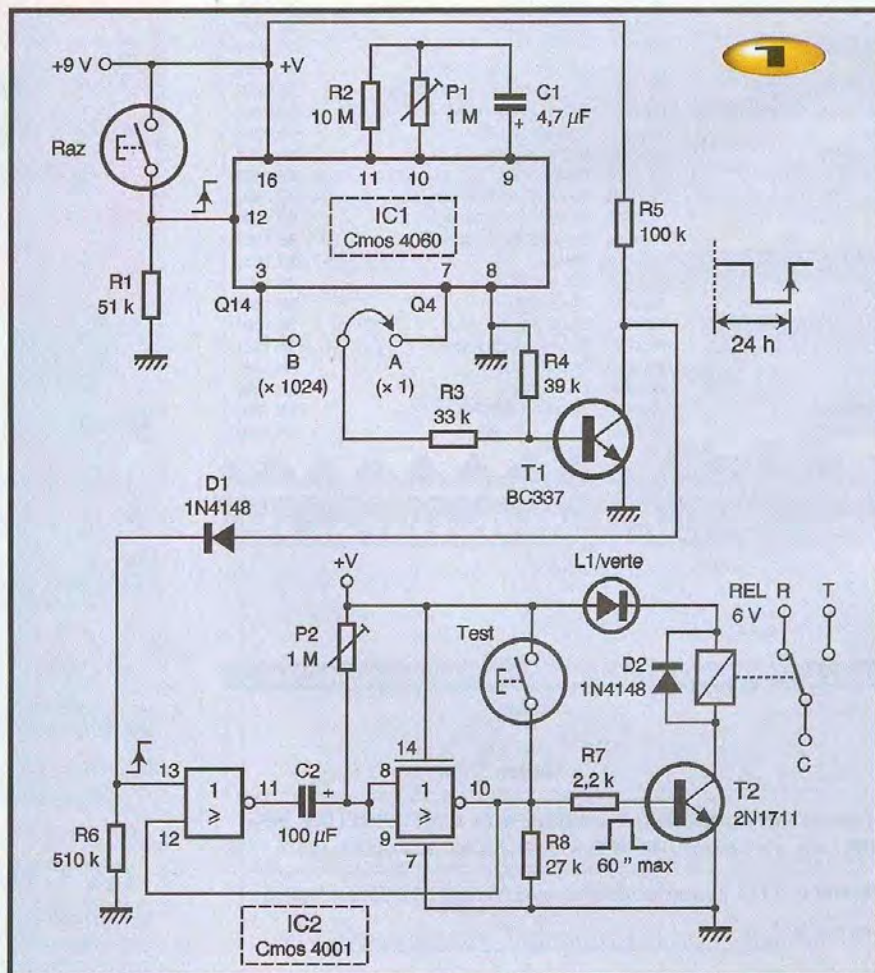 1
+9 V
+V
R2
10 M
P1
1 M
C1
4,7 µF
+
Raz
16
11
10
9
12
IC1
Cmos 4060
R5
100 k
R1
51 k
3
7
8
Q14
Q4
B
(× 1024)
A
(× 1)
R4
39 k
R3
33 k
24 h
T1
BC337
D1
1N4148
+V
L1/verte
REL
6 V
R
T
P2
1 M
Test
D2
1N4148
C
14
13
1
≥
11
C2
+
100 µF
8
1
≥
10
R7
2,2 k
T2
2N1711
12
9
R6
510 k
7
R8
27 k
60 " max
IC2
Cmos 4001